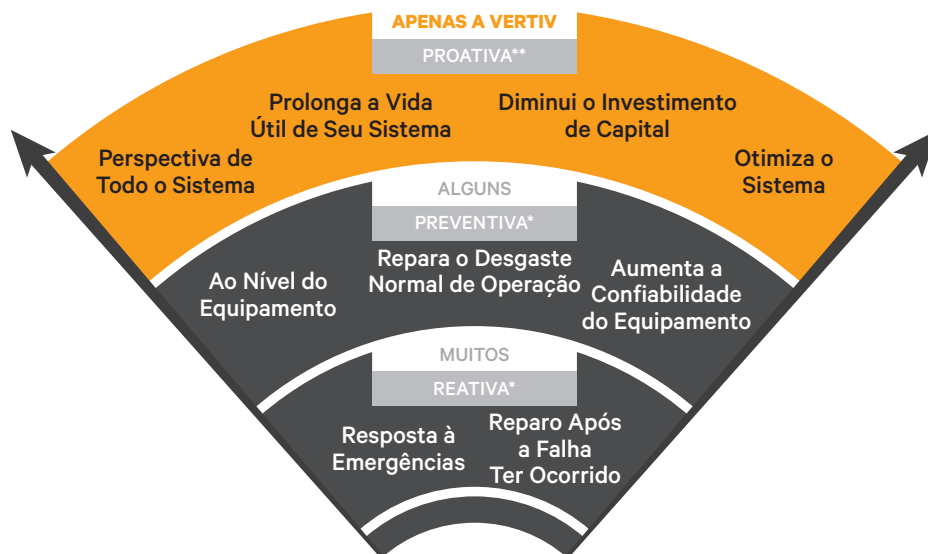 APENAS A VERTIV
PROATIVA**
Prolonga a Vida
Útil de Seu Sistema
Diminui o Investimento
de Capital
Perspectiva de
Todo o Sistema
Otimiza o
Sistema
ALGUNS
PREVENTIVA*
Ao Nível do
Equipamento
Repara o Desgaste
Normal de Operação
Aumenta a
Confiabilidade
do Equipamento
MUITOS
REATIVA*
Resposta à
Emergências
Reparo Após
a Falha
Ter Ocorrido